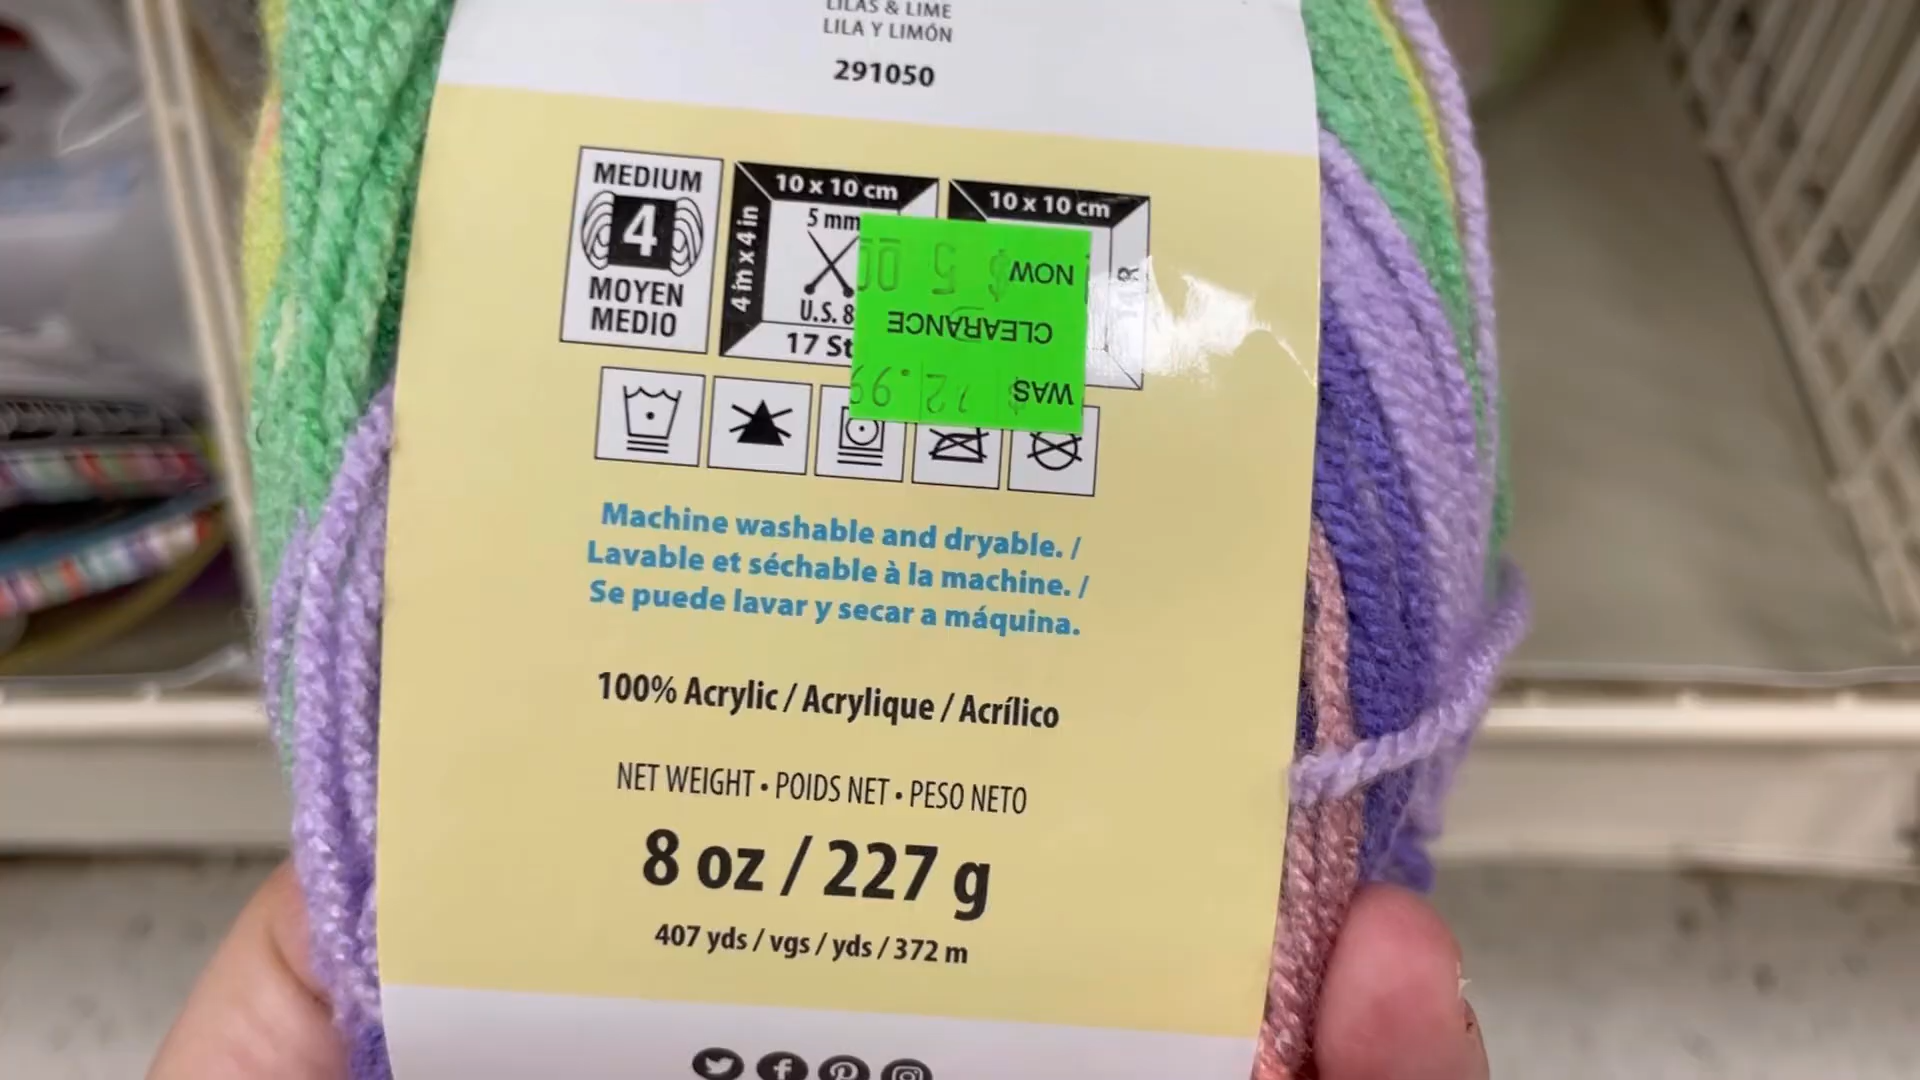 LILAS & LIME
LILA Y LIMÓN
291050
MEDIUM
4
MOYEN
MEDIO
10 x 10 cm
4 in x 4 in
5 mm
U.S. 8
17 St
10 x 10 cm
R
NOW $ 5 00
CLEARANCE
WAS $ 12.99
Machine washable and dryable. /
Lavable et séchable à la machine. /
Se puede lavar y secar a máquina.
100% Acrylic / Acrylique / Acrílico
NET WEIGHT • POIDS NET • PESO NETO
8 oz / 227 g
407 yds / vgs / yds / 372 m